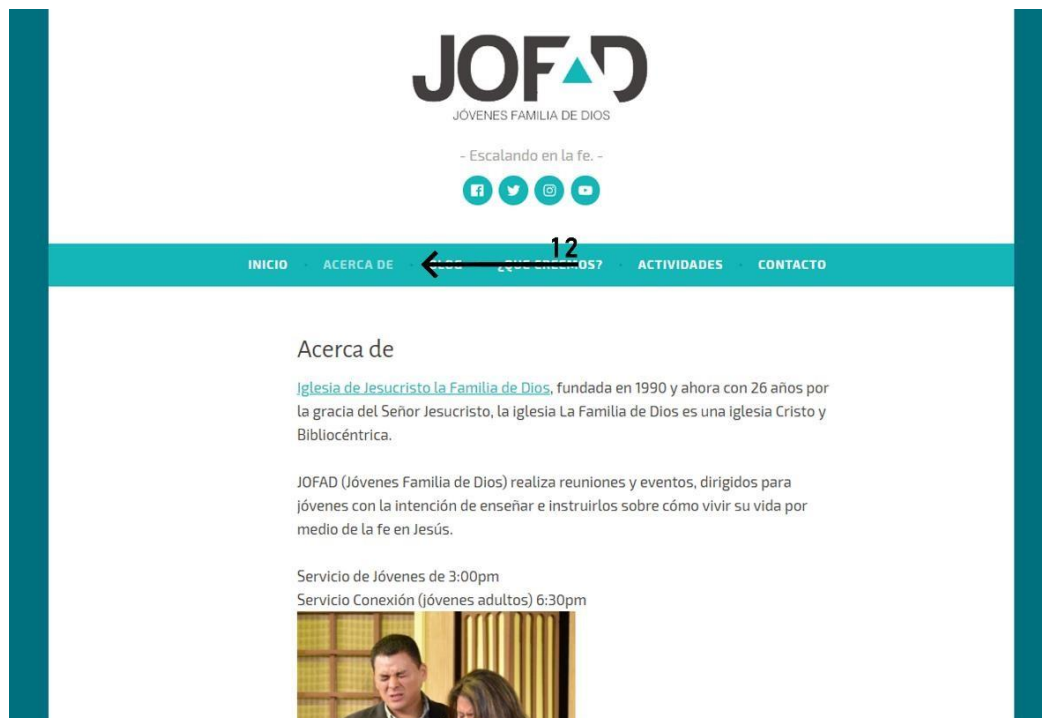 JOFAD
JÓVENES FAMILIA DE DIOS
- Escalando en la fe. -
12
INICIO · ACERCA DE · BLOG · ¿QUE CREEMOS? · ACTIVIDADES · CONTACTO
Acerca de
Iglesia de Jesucristo la Familia de Dios, fundada en 1990 y ahora con 26 años por
la gracia del Señor Jesucristo, la iglesia La Familia de Dios es una iglesia Cristo y
Bibliocéntrica.
JOFAD (Jóvenes Familia de Dios) realiza reuniones y eventos, dirigidos para
jóvenes con la intención de enseñar e instruirlos sobre cómo vivir su vida por
medio de la fe en Jesús.
Servicio de Jóvenes de 3:00pm
Servicio Conexión (jóvenes adultos) 6:30pm